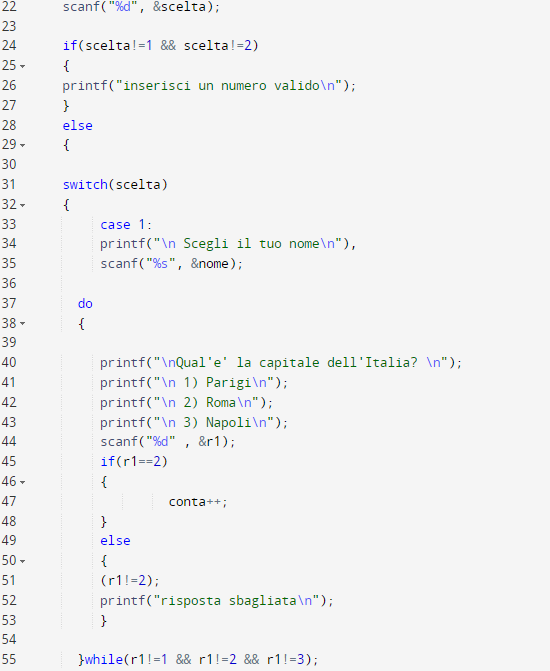 22 scanf("%d", &scelta);
23
24 if(scelta!=1 && scelta!=2)
25 {
26 printf("inserisci un numero valido\n");
27 }
28 else
29 {
30
31 switch(scelta)
32 {
33 case 1:
34 printf("\n Scegli il tuo nome\n"),
35 scanf("%s", &nome);
36
37 do
38 {
39
40 printf("\nQual'e' la capitale dell'Italia? \n");
41 printf("\n 1) Parigi\n");
42 printf("\n 2) Roma\n");
43 printf("\n 3) Napoli\n");
44 scanf("%d" , &r1);
45 if(r1==2)
46 {
47 conta++;
48 }
49 else
50 {
51 (r1!=2);
52 printf("risposta sbagliata\n");
53 }
54
55 }while(r1!=1 && r1!=2 && r1!=3);